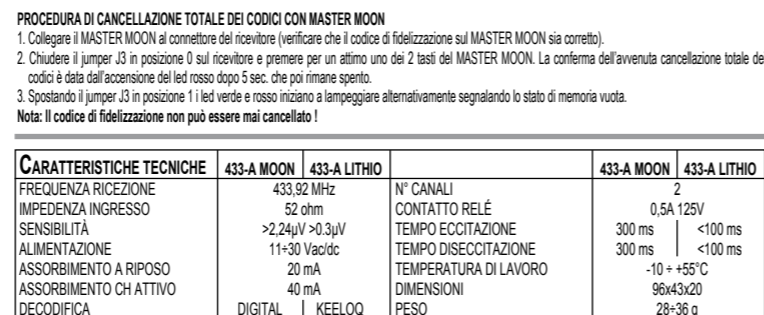 PROCEDURA DI CANCELLAZIONE TOTALE DEI CODICI CON MASTER MOON
1. Collegare il MASTER MOON al connettore del ricevitore (verificare che il codice di fidelizzazione sul MASTER MOON sia corretto).
2. Chiudere il jumper J3 in posizione 0 sul ricevitore e premere per un attimo uno dei 2 tasti del MASTER MOON. La conferma dell'avvenuta cancellazione totale de
codici è data dall'accensione del led rosso dopo 5 sec. che poi rimane spento.
3. Spostando il jumper J3 in posizione 1 i led verde e rosso iniziano a lampeggiare alternativamente segnalando lo stato di memoria vuota.
Nota: Il codice di fidelizzazione non può essere mai cancellato !
CARATTERISTICHE TECNICHE 433-A MOON 433-A LITHIO 433-A MOON 433-A LITHIO
FREQUENZA RICEZIONE 433,92 MHz N° CANALI 2
IMPEDENZA INGRESSO 52 ohm CONTATTO RELÉ 0,5A 125V
SENSIBILITÀ >2,24µV >0.3µV TEMPO ECCITAZIONE 300 ms <100 ms
ALIMENTAZIONE 11÷30 Vac/dc TEMPO DISECCITAZIONE 300 ms <100 ms
ASSORBIMENTO A RIPOSO 20 mA TEMPERATURA DI LAVORO -10 ÷ +55°C
ASSORBIMENTO CH ATTIVO 40 mA DIMENSIONI 96x43x20
DECODIFICA DIGITAL KEELOQ PESO 28÷36 g